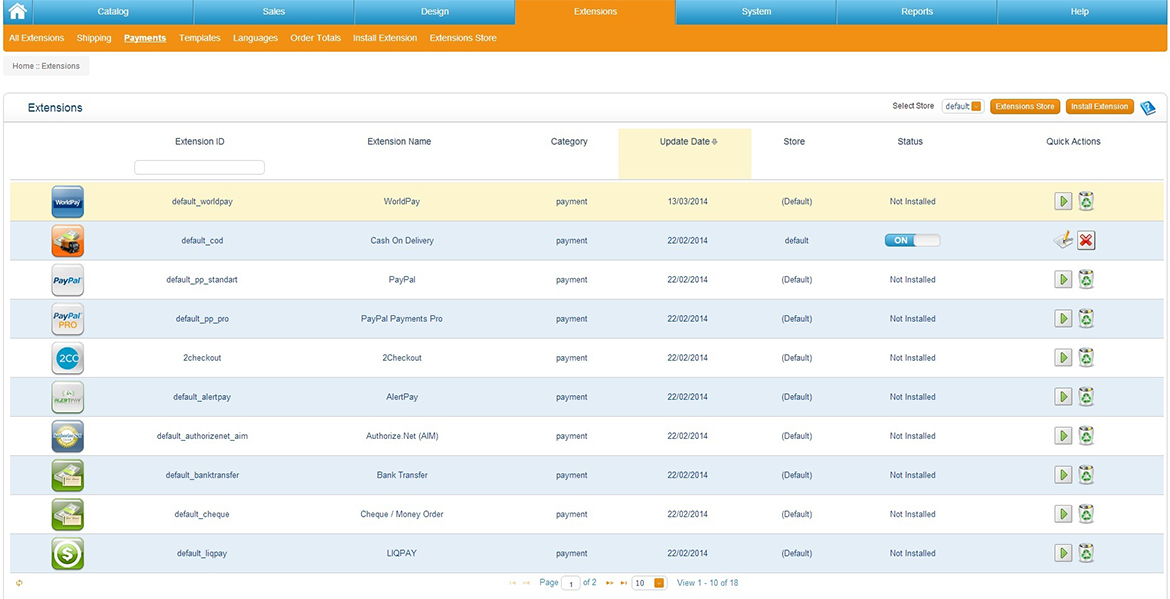 Catalog Sales Design Extensions System Reports Help
All Extensions Shipping Payments Templates Languages Order Totals Install Extension Extensions Store
Home :: Extensions
Extensions Select Store default Extensions Store Install Extension
Extension ID Extension Name Category Update Date Store Status Quick Actions
WorldPay default_worldpay WorldPay payment 13/03/2014 (Default) Not Installed
default_cod Cash On Delivery payment 22/02/2014 default ON
PayPal default_pp_standart PayPal payment 22/02/2014 (Default) Not Installed
PayPal PRO default_pp_pro PayPal Payments Pro payment 22/02/2014 (Default) Not Installed
2CO 2checkout 2Checkout payment 22/02/2014 (Default) Not Installed
ALERTPAY default_alertpay AlertPay payment 22/02/2014 (Default) Not Installed
default_authorizenet_aim Authorize.Net (AIM) payment 22/02/2014 (Default) Not Installed
default_banktransfer Bank Transfer payment 22/02/2014 (Default) Not Installed
default_cheque Cheque / Money Order payment 22/02/2014 (Default) Not Installed
$ default_liqpay LIQPAY payment 22/02/2014 (Default) Not Installed
Page 1 of 2 10 View 1 - 10 of 18